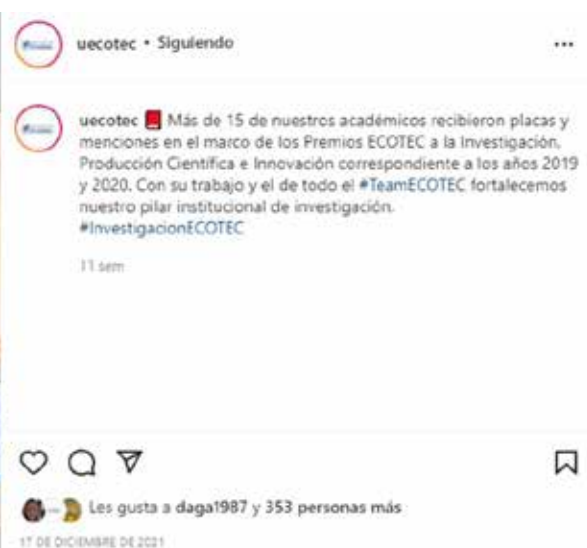 uecotec • Siguiendo
uecotec Más de 15 de nuestros académicos recibieron placas y
menciones en el marco de los Premios ECOTEC a la Investigación,
Producción Científica e Innovación correspondiente a los años 2019
y 2020. Con su trabajo y el de todo el #TeamECOTEC fortalecemos
nuestro pilar institucional de investigación.
#InvestigacionECOTEC
11 sem
Les gusta a daga1987 y 353 personas más
17 DE DICIEMBRE DE 2021